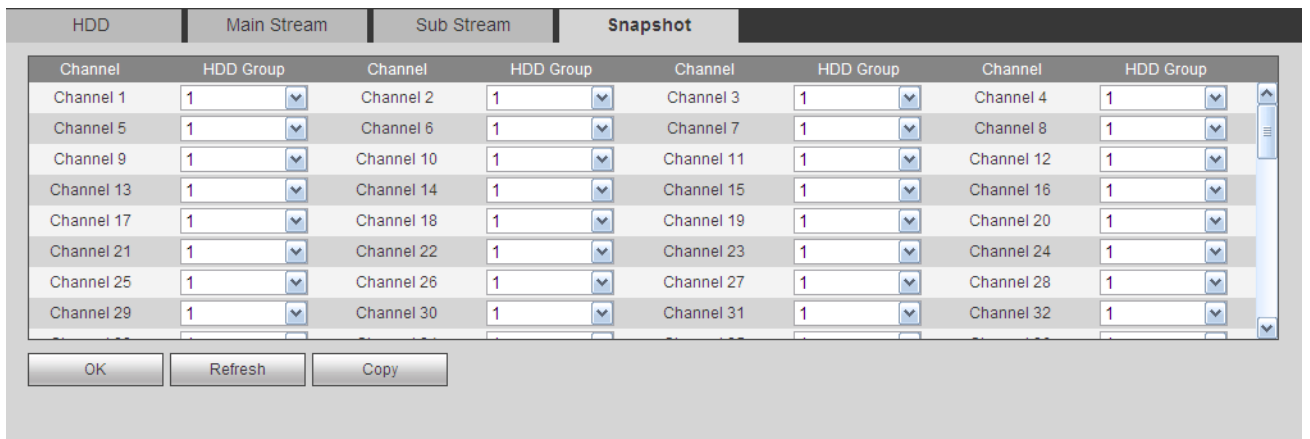 HDD Main Stream Sub Stream Snapshot
Channel HDD Group Channel HDD Group Channel HDD Group Channel HDD Group
Channel 1 1 Channel 2 1 Channel 3 1 Channel 4 1
Channel 5 1 Channel 6 1 Channel 7 1 Channel 8 1
Channel 9 1 Channel 10 1 Channel 11 1 Channel 12 1
Channel 13 1 Channel 14 1 Channel 15 1 Channel 16 1
Channel 17 1 Channel 18 1 Channel 19 1 Channel 20 1
Channel 21 1 Channel 22 1 Channel 23 1 Channel 24 1
Channel 25 1 Channel 26 1 Channel 27 1 Channel 28 1
Channel 29 1 Channel 30 1 Channel 31 1 Channel 32 1
OK Refresh Copy